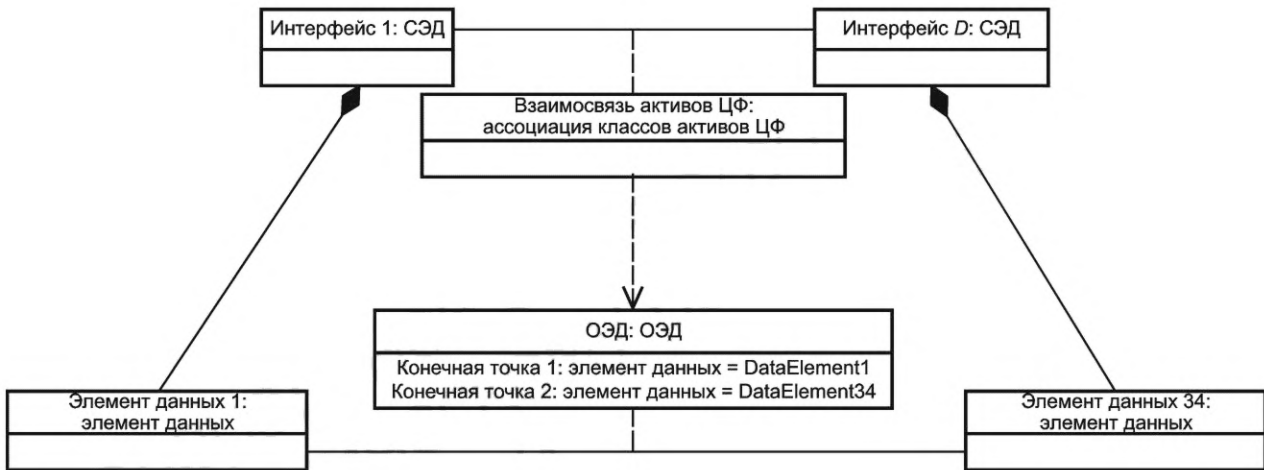 Интерфейс 1: СЭД
Интерфейс D: СЭД
Взаимосвязь активов ЦФ:
ассоциация классов активов ЦФ
ОЭД: ОЭД
Конечная точка 1: элемент данных = DataElement1
Конечная точка 2: элемент данных = DataElement34
Элемент данных 1:
элемент данных
Элемент данных 34:
элемент данных